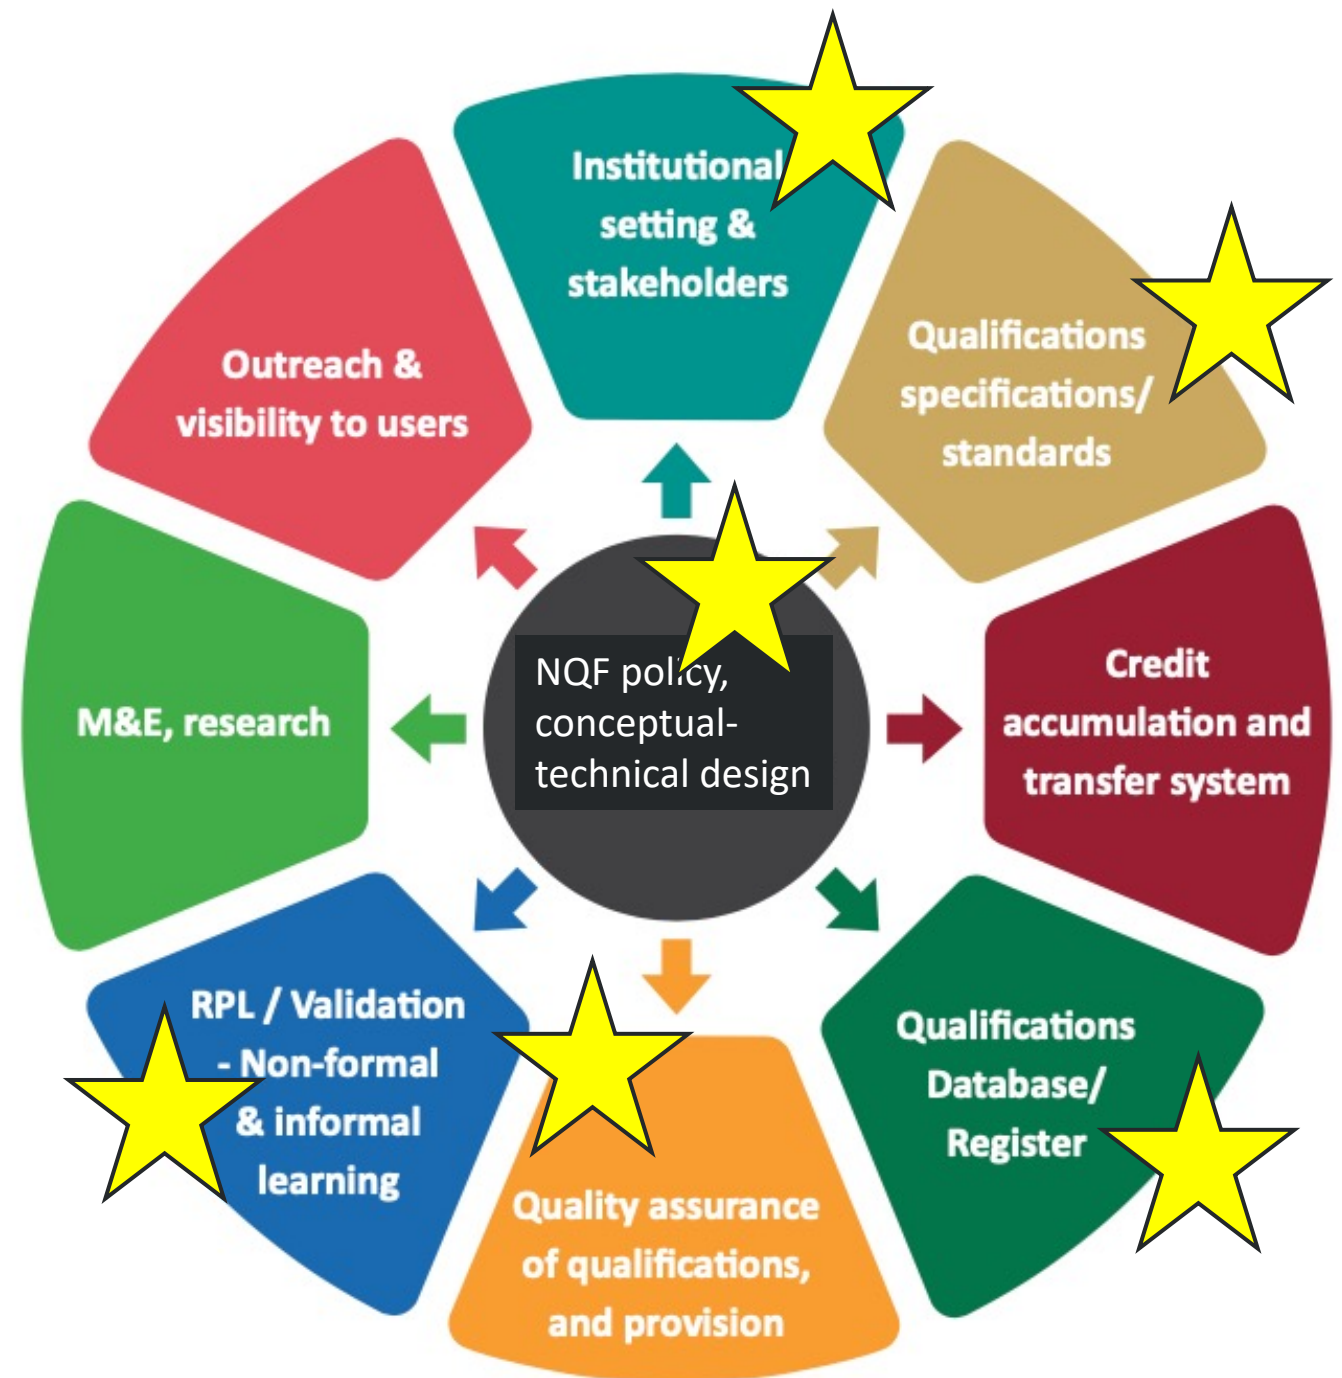 Institutional
setting &
stakeholders
Qualifications
specifications/
standards
Credit
accumulation and
transfer system
Qualifications
Database/
Register
Quality assurance
of qualifications,
and provision
RPL / Validation
- Non-formal
& informal
learning
M&E, research
Outreach &
visibility to users
NQF policy,
conceptual-
technical design